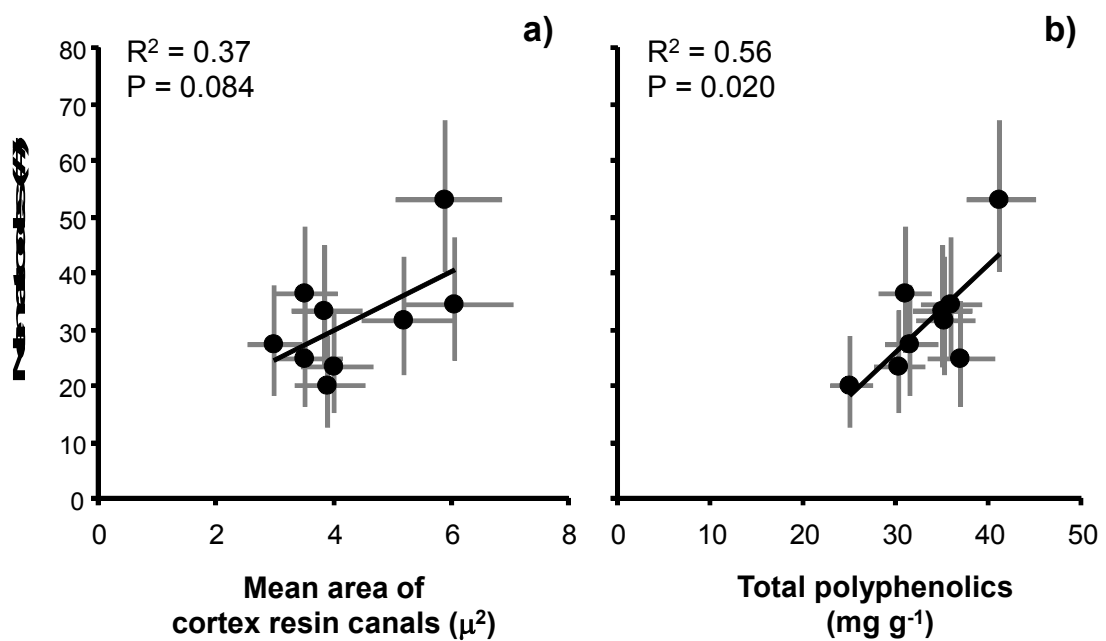 a)
R² = 0.37
P = 0.084
80
70
60
50
40
30
20
10
0
0 2 4 6 8
Mean area of
cortex resin canals (μ²)
b)
R² = 0.56
P = 0.020
0 10 20 30 40 50
Total polyphenolics
(mg g⁻¹)